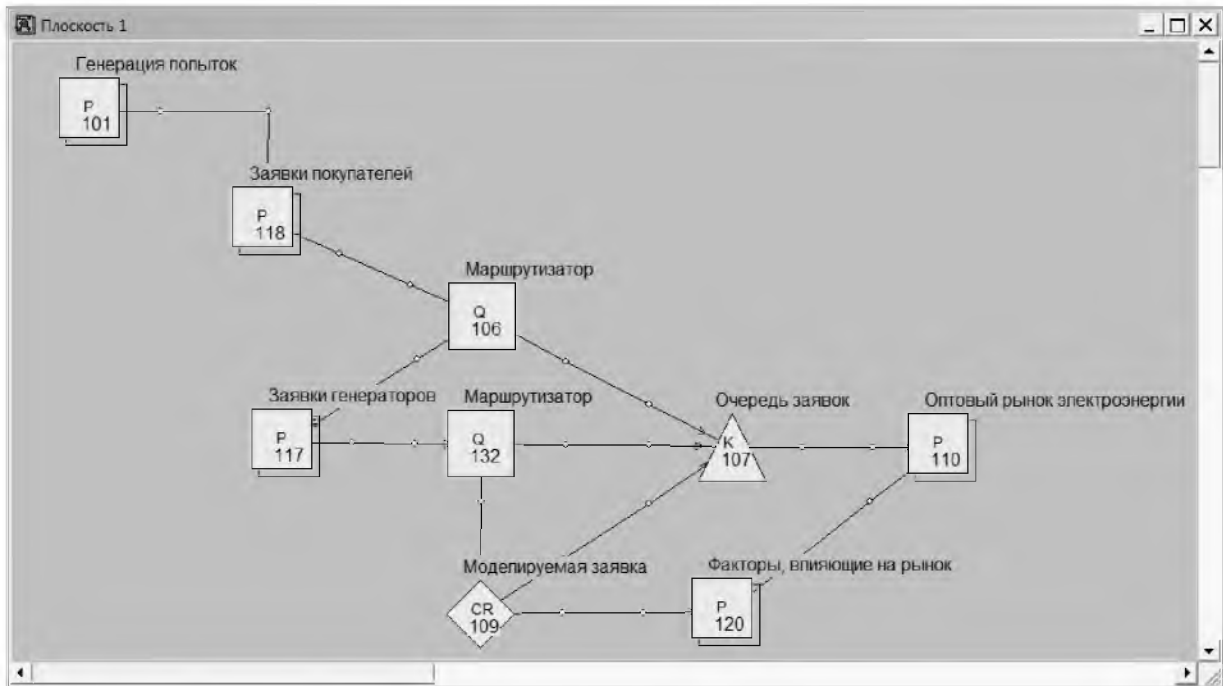 Плоскость 1
Генерация попыток
P
101
Заявки покупателей
P
118
Маршрутизатор
Q
106
Заявки генераторов
P
117
Маршрутизатор
Q
132
Очередь заявок
K
107
Оптовый рынок электроэнергии
P
110
Моделируемая заявка
CR
109
Факторы, влияющие на рынок
P
120